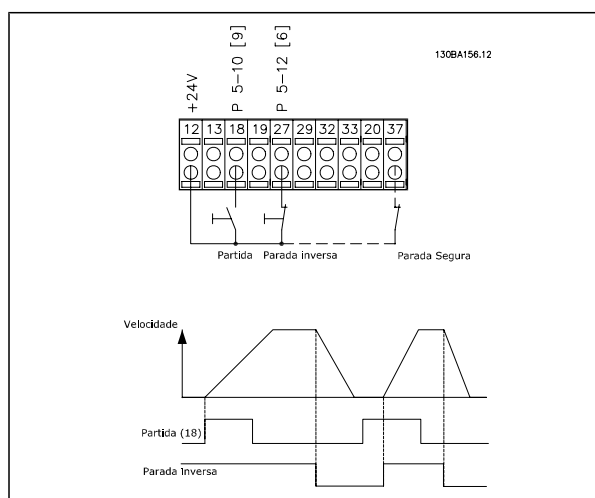 130BA156.12
+24V
P 5-10 [9]
P 5-12 [6]
12 13 18 19 27 29 32 33 20 37
Partida Parada inversa Parada Segura
Velocidade
Partida (18)
Parada Inversa